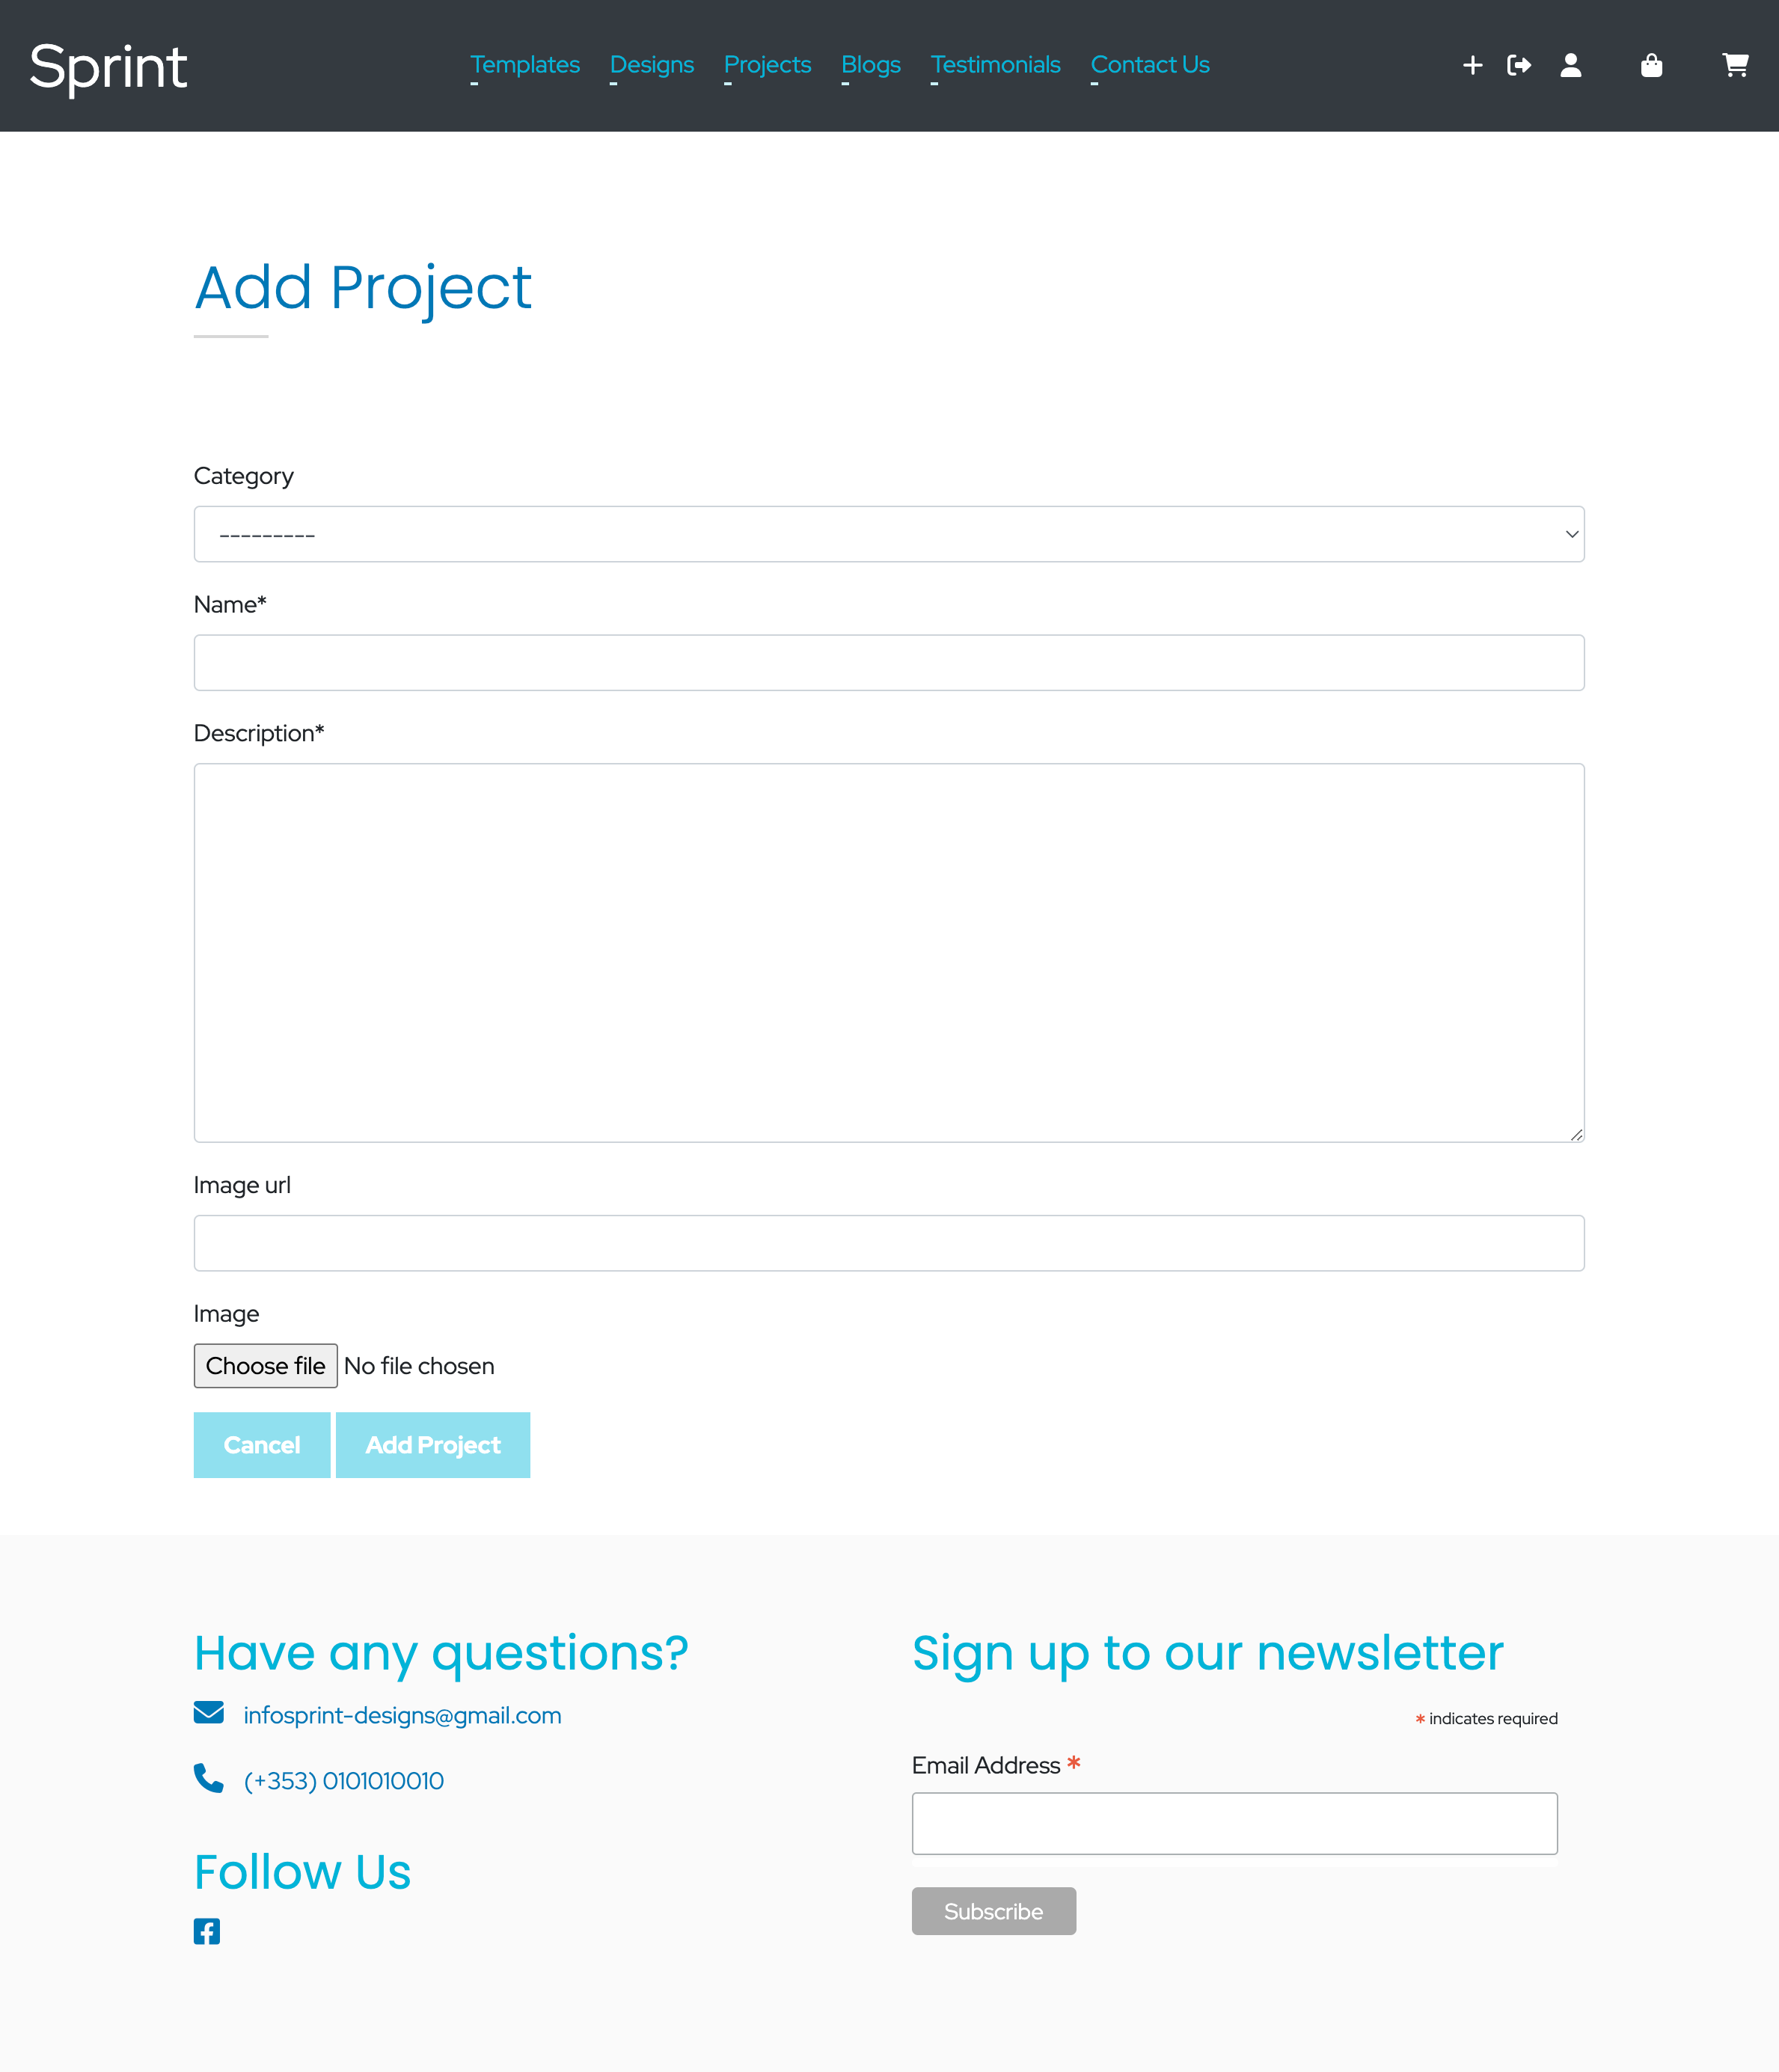 Sprint
Templates Designs Projects Blogs Testimonials Contact Us
Add Project
Category
---------
Name*
Description*
Image url
Image
Choose file No file chosen
Cancel Add Project
Have any questions?
infosprint-designs@gmail.com
(+353) 0101010010
Follow Us
Sign up to our newsletter
* indicates required
Email Address *
Subscribe